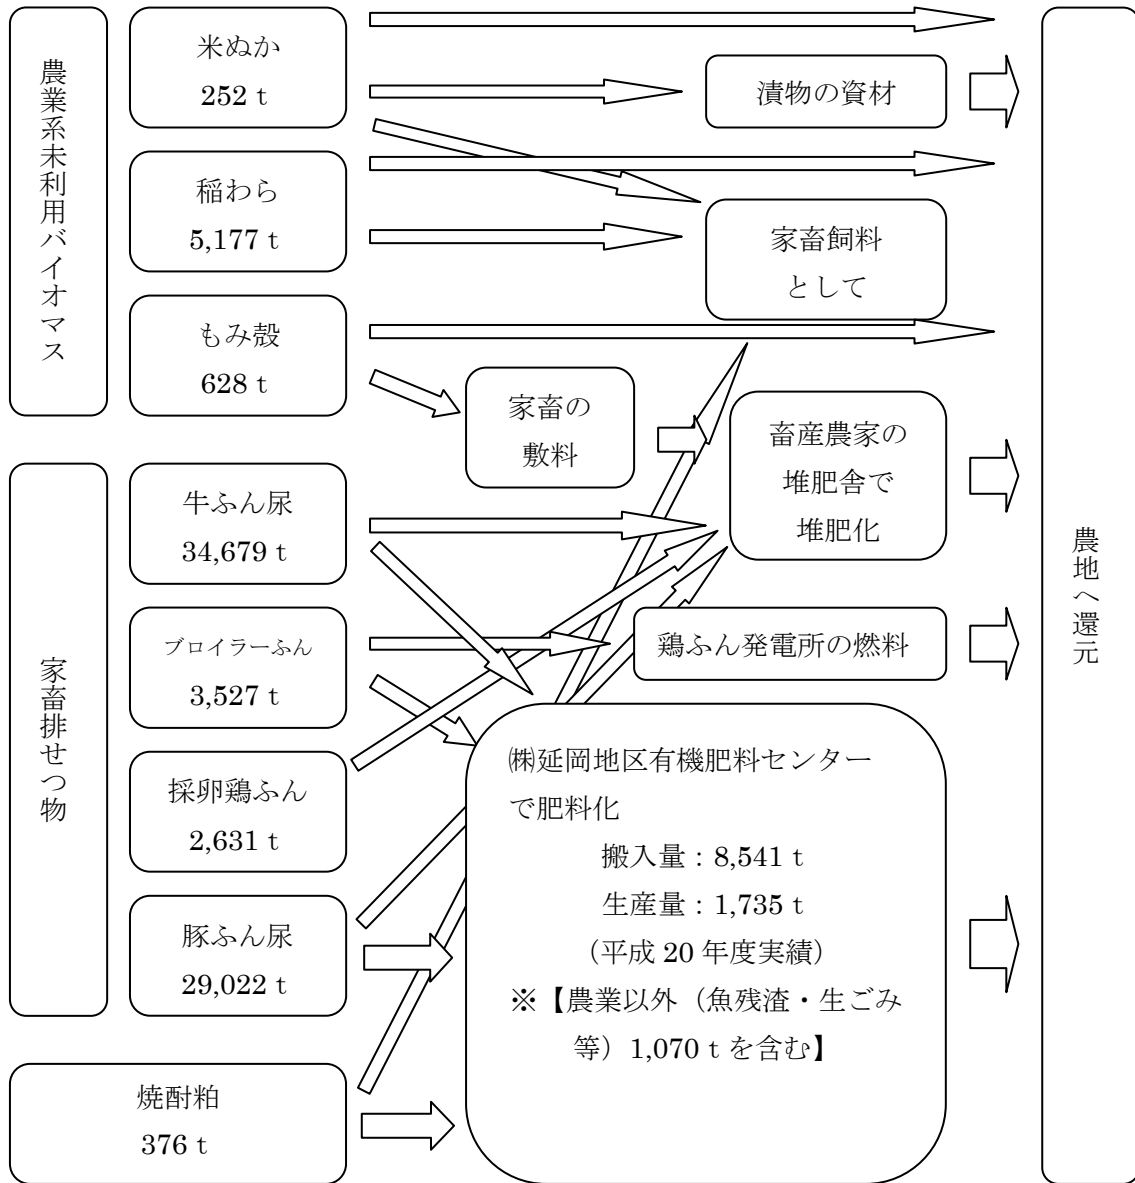 農業系未利用バイオマス
米ぬか
252 t
稲わら
5,177 t
もみ殻
628 t
漬物の資材
家畜飼料
として
家畜の
敷料
畜産農家の
堆肥舎で
堆肥化
家畜排せつ物
牛ふん尿
34,679 t
ブロイラーふん
3,527 t
採卵鶏ふん
2,631 t
豚ふん尿
29,022 t
鶏ふん発電所の燃料
㈱延岡地区有機肥料センター
で肥料化
搬入量：8,541 t
生産量：1,735 t
（平成 20 年度実績）
※【農業以外（魚残渣・生ごみ
等）1,070 t を含む】
焼酎粕
376 t
農地へ還元